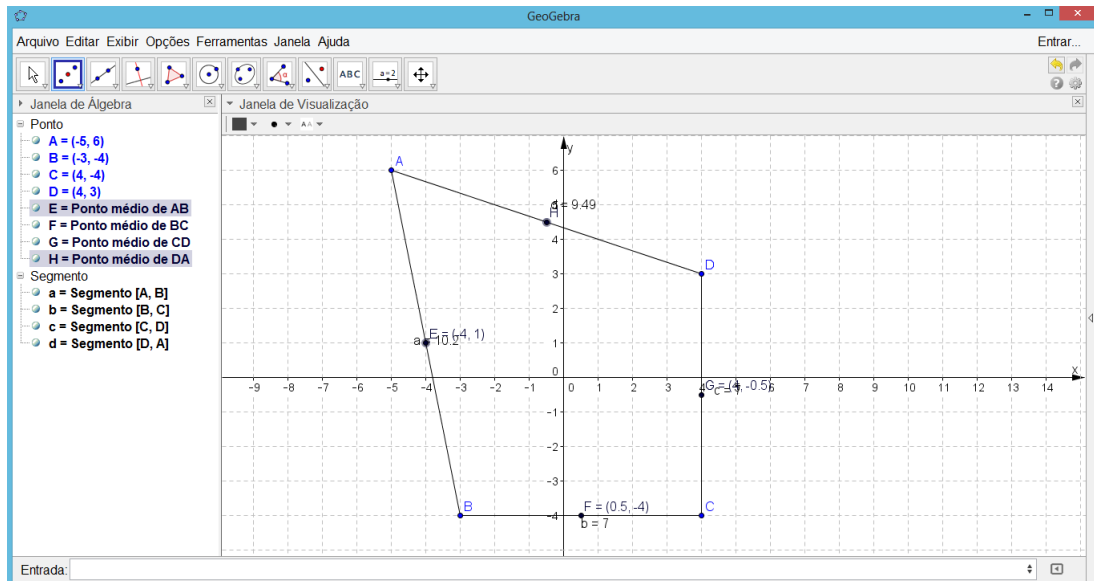 GeoGebra
Arquivo Editar Exibir Opções Ferramentas Janela Ajuda
Entrar...
ABC
a=2
Janela de Álgebra
Janela de Visualização
Ponto
A = (-5, 6)
B = (-3, -4)
C = (4, -4)
D = (4, 3)
E = Ponto médio de AB
F = Ponto médio de BC
G = Ponto médio de CD
H = Ponto médio de DA
Segmento
a = Segmento [A, B]
b = Segmento [B, C]
c = Segmento [C, D]
d = Segmento [D, A]
AA
y
A
6
= 9.49
H
4
D
3
2
E = (-4, 1)
a 10.2
1
0
x
-9 -8 -7 -6 -5 -4 -3 -2 -1 0 1 2 3 4 5 6 7 8 9 10 11 12 13 14
G = (4, -0.5)
c = 7
-1
-2
-3
B
F = (0.5, -4)
C
-4
b = 7
Entrada: